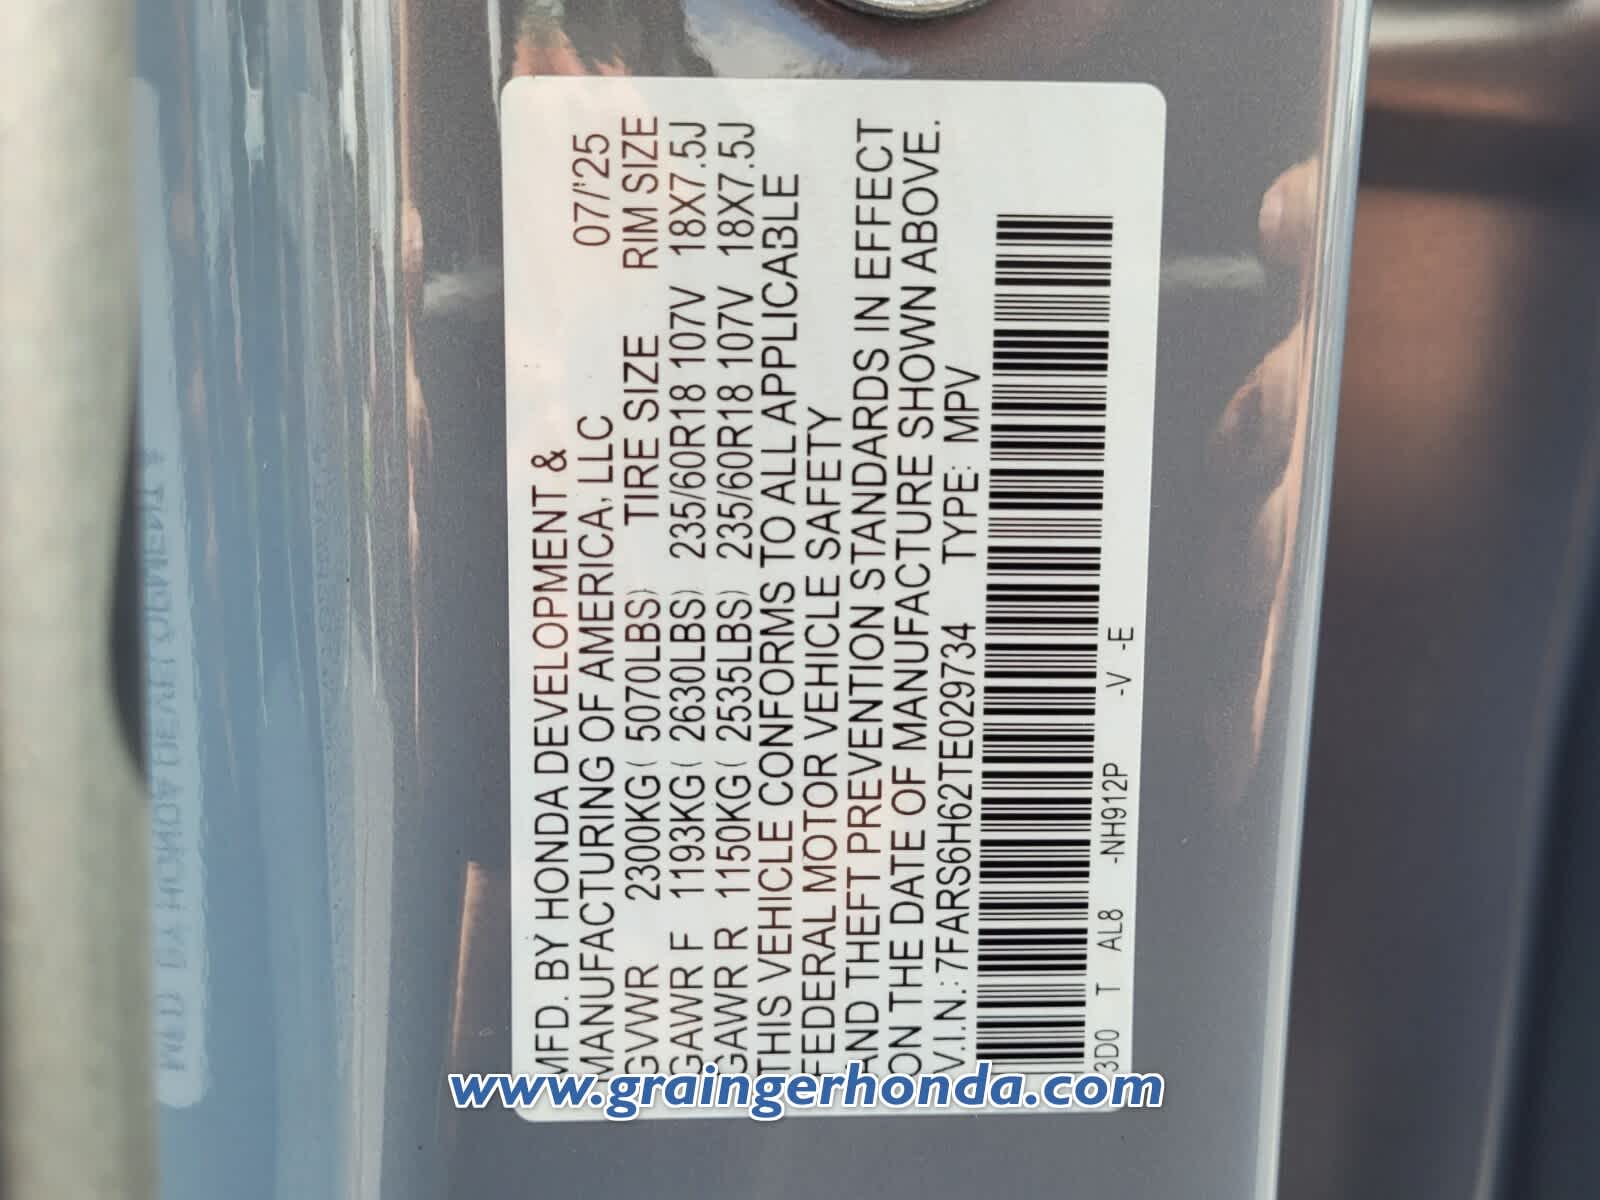 MFD. BY HONDA DEVELOPMENT &
MANUFACTURING OF AMERICA, LLC 07/'25
GVWR 2300KG( 5070LBS) TIRE SIZE RIM SIZE
GAWR F 1193KG( 2630LBS) 235/60R18 107V 18X7.5J
GAWR R 1150KG( 2535LBS) 235/60R18 107V 18X7.5J
THIS VEHICLE CONFORMS TO ALL APPLICABLE
FEDERAL MOTOR VEHICLE SAFETY
AND THEFT PREVENTION STANDARDS IN EFFECT
ON THE DATE OF MANUFACTURE SHOWN ABOVE.
V.I.N.: 7FARS6H62TE029734 TYPE: MPV
3D0 T AL8 -NH912P -V -E
www.graingerhonda.com